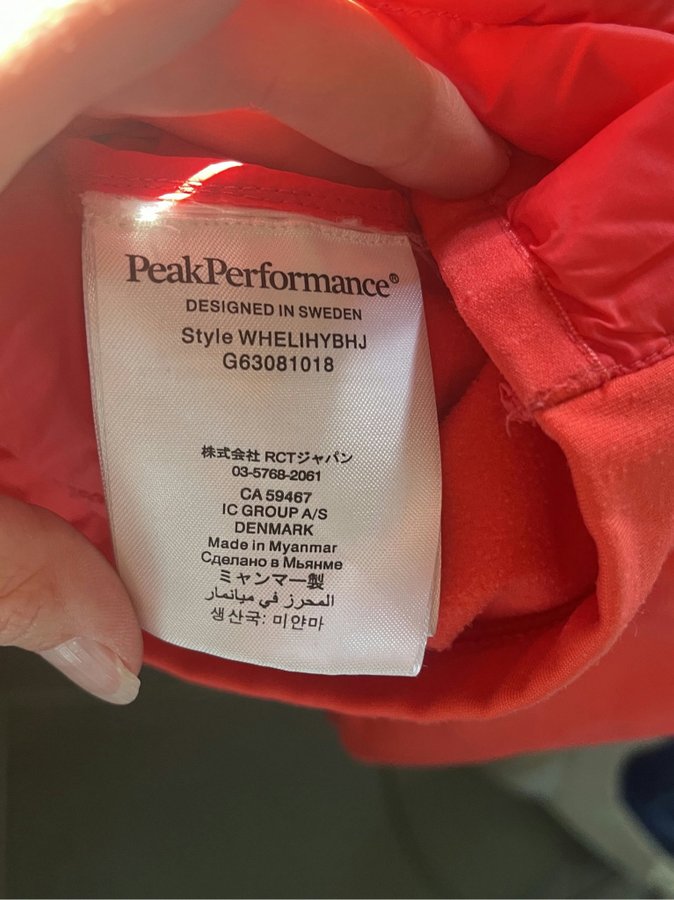 PeakPerformance®
DESIGNED IN SWEDEN
Style WHELIHYBHJ
G63081018
株式会社 RCTジャパン
03-5768-2061
CA 59467
IC GROUP A/S
DENMARK
Made in Myanmar
Сделано в Мьянме
ミャンマー製
المحرز في ميانمار
생산국: 미얀마